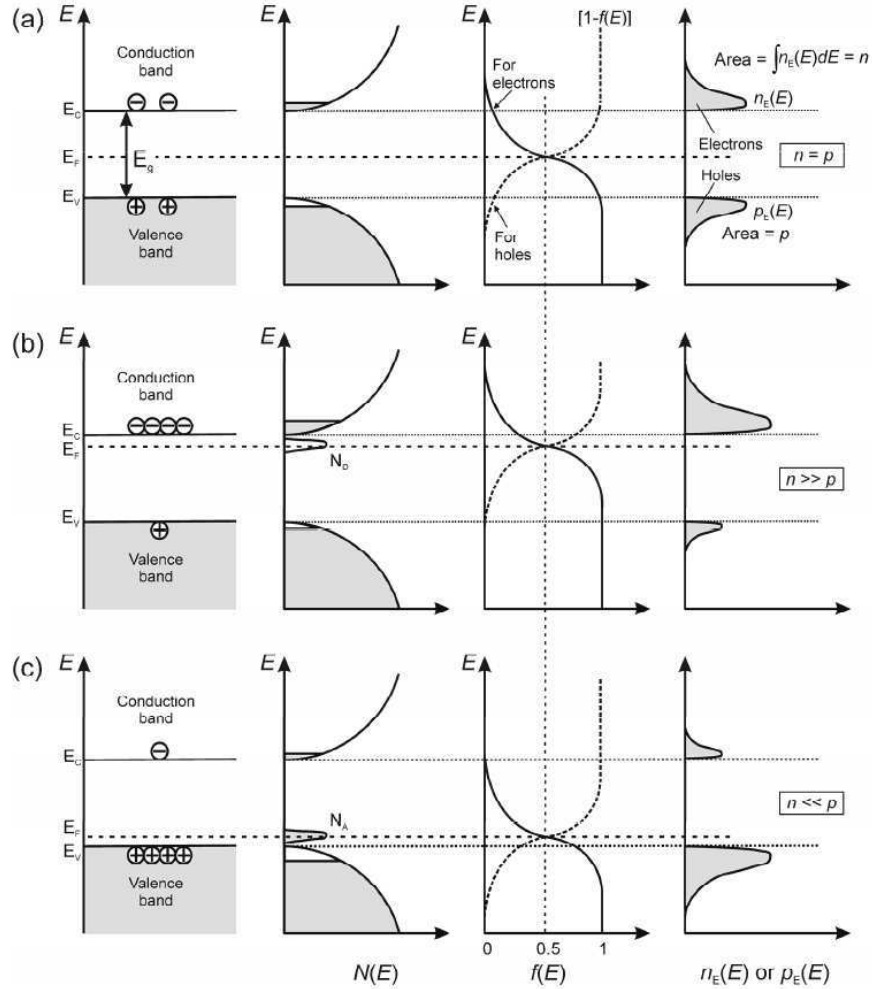 (a)
E
Conduction
band
⊖ ⊖
E_C
E_g
E_F
E_V
⊕ ⊕
Valence
band
E
E
[1-f(E)]
For
electrons
For
holes
E
Area = ∫n_E(E)dE = n
n_E(E)
Electrons
n = p
Holes
p_E(E)
Area = p
(b)
E
Conduction
band
⊖⊖⊖⊖
E_C
E_F
E_V
⊕
Valence
band
E
N_D
E
E
n >> p
(c)
E
Conduction
band
⊖
E_C
E_F
E_V
⊕⊕⊕⊕
Valence
band
E
N_A
E
E
n << p
0 0.5 1
N(E)
f(E)
n_E(E) or p_E(E)